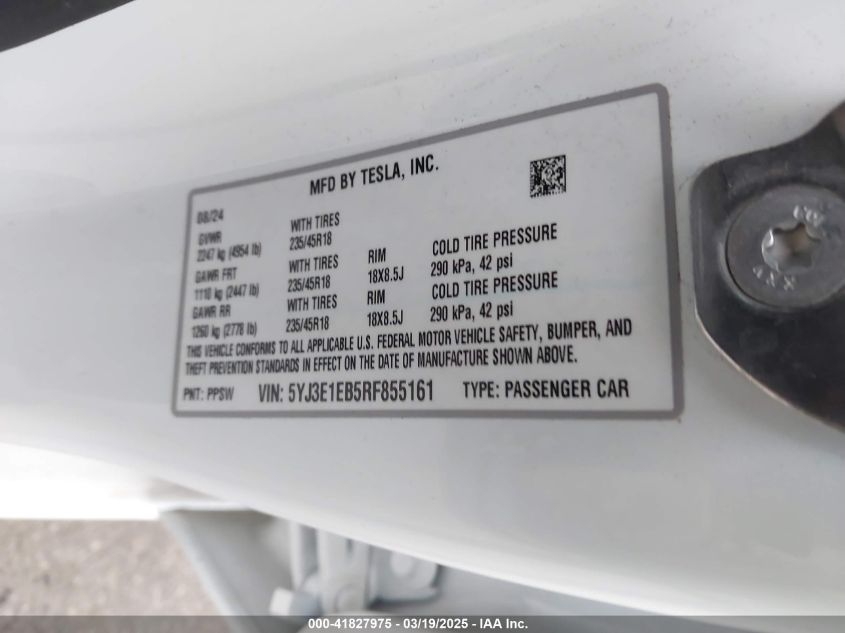 MFD BY TESLA, INC.
08/24
GVWR
2247 kg (4954 lb)
WITH TIRES
235/45R18
GAWR FRT
1110 kg (2447 lb)
WITH TIRES
235/45R18
RIM
18X8.5J
COLD TIRE PRESSURE
290 kPa, 42 psi
GAWR RR
1260 kg (2778 lb)
WITH TIRES
235/45R18
RIM
18X8.5J
COLD TIRE PRESSURE
290 kPa, 42 psi
THIS VEHICLE CONFORMS TO ALL APPLICABLE U.S. FEDERAL MOTOR VEHICLE SAFETY, BUMPER, AND
THEFT PREVENTION STANDARDS IN EFFECT ON THE DATE OF MANUFACTURE SHOWN ABOVE.
PNT: PPSW VIN: 5YJ3E1EB5RF855161 TYPE: PASSENGER CAR
000-41827975 - 03/19/2025 - IAA Inc.